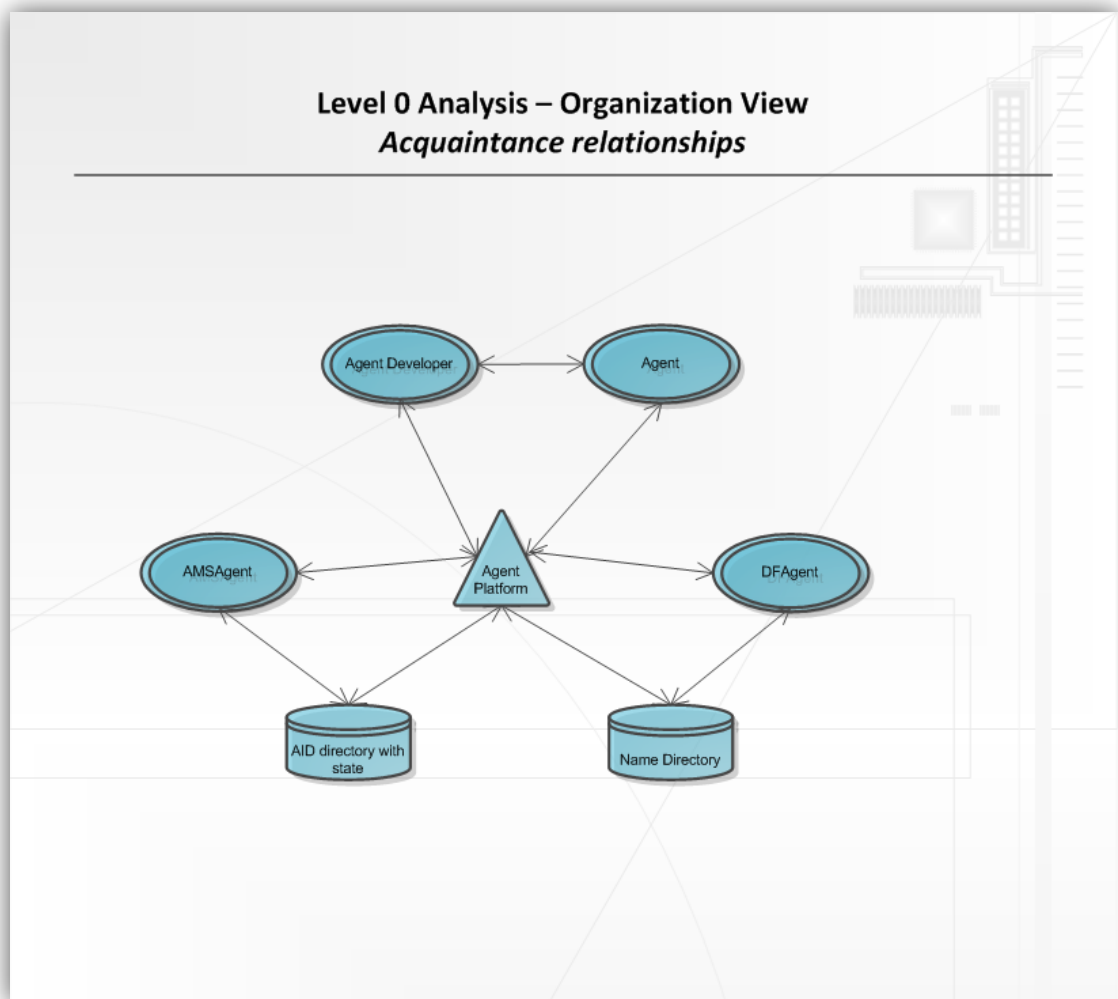 Level 0 Analysis – Organization View
Acquaintance relationships
Agent Developer
Agent
AMSAgent
Agent
Platform
DFAgent
AID directory with
state
Name Directory